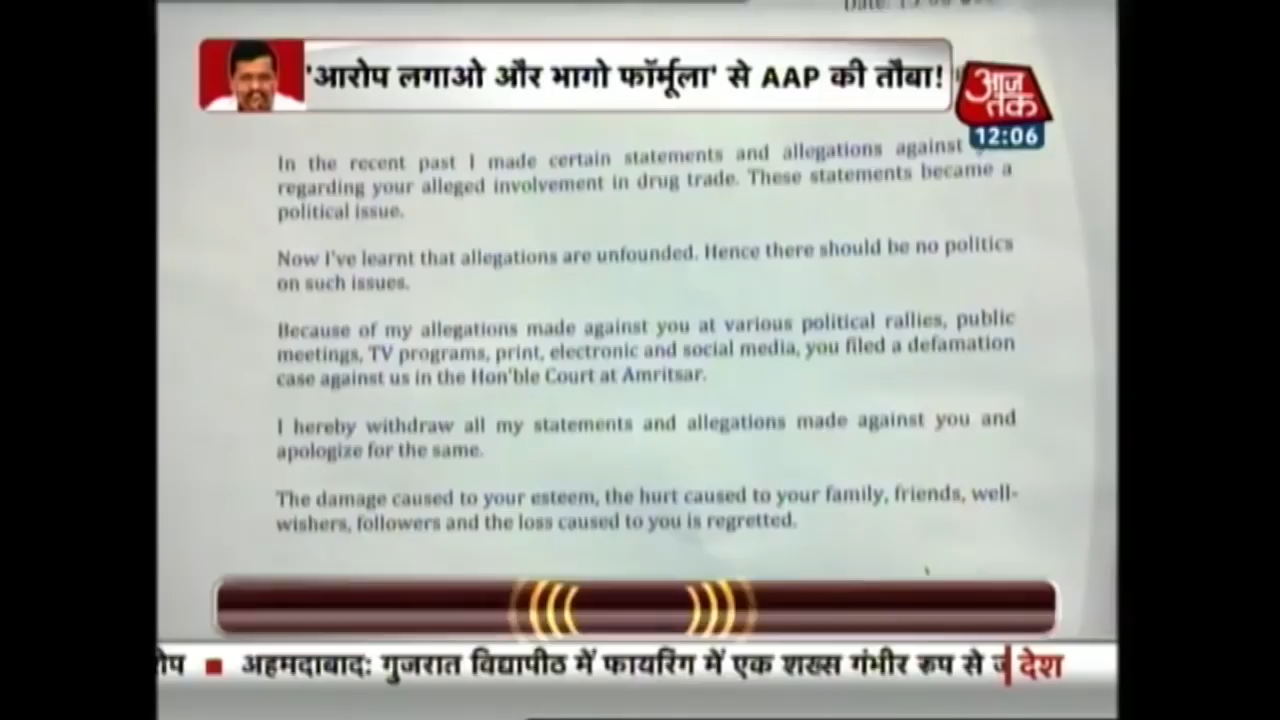 'आरोप लगाओ और भागो फॉर्मूला' से AAP की तौबा!
आज
तक
12:06
In the recent past I made certain statements and allegations against
regarding your alleged involvement in drug trade. These statements became a
political issue.
Now I've learnt that allegations are unfounded. Hence there should be no politics
on such issues.
Because of my allegations made against you at various political rallies, public
meetings, TV programs, print, electronic and social media, you filed a defamation
case against us in the Hon'ble Court at Amritsar.
I hereby withdraw all my statements and allegations made against you and
apologize for the same.
The damage caused to your esteem, the hurt caused to your family, friends, well-
wishers, followers and the loss caused to you is regretted.
अहमदाबाद: गुजरात विद्यापीठ में फायरिंग में एक शख्स गंभीर रूप से
देश